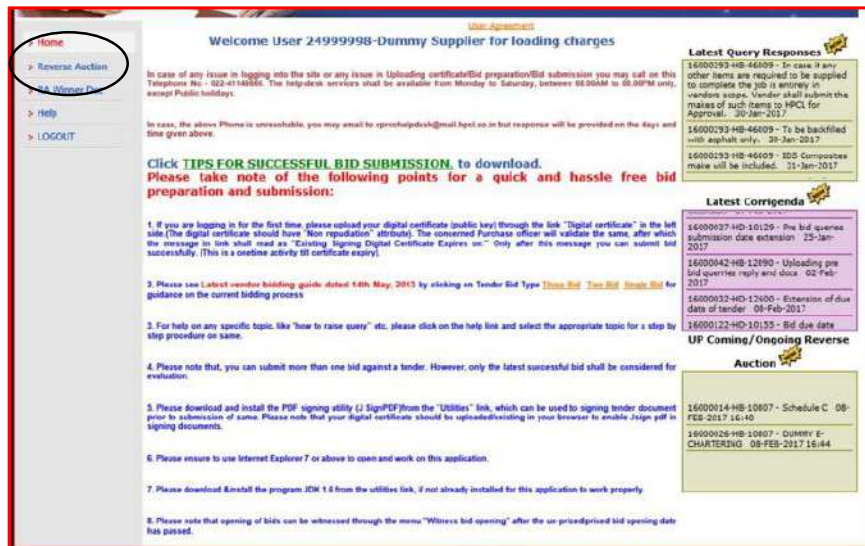 User Agreement
Welcome User 24999998-Dummy Supplier for loading charges
> Home
> Reverse Auction
> RA Winner Doc
> Help
> LOGOUT
In case of any issue in logging into the site or any issue in Uploading certificate/Bid preparation/Bid submission you may call on this
Telephone No - 022-41146666. The helpdesk services shall be available from Monday to Saturday, between 08.00AM to 08.00PM only,
except Public holidays.
In case, the above Phone is unreachable, you may email to eprochelpdesk@mail.hpcl.co.in but response will be provided on the days and
time given above.
Click TIPS FOR SUCCESSFUL BID SUBMISSION. to download.
Please take note of the following points for a quick and hassle free bid
preparation and submission:
1. If you are logging in for the first time, please upload your digital certificate (public key) through the link "Digital certificate" in the left
side.(The digital certificate should have "Non repudiation" attribute). The concerned Purchase officer will validate the same, after which
the message in link shall read as "Existing Signing Digital Certificate Expires on:" Only after this message you can submit bid
successfully. (This is a onetime activity till certificate expiry).
2. Please see Latest vendor bidding guide dated 14th May, 2013 by clicking on Tender Bid Type Three Bid Two Bid Single Bid for
guidance on the current bidding process
3. For help on any specific topic, like "how to raise query" etc, please click on the help link and select the appropriate topic for a step by
step procedure on same.
4. Please note that, you can submit more than one bid against a tender. However, only the latest successful bid shall be considered for
evaluation.
5. Please download and install the PDF signing utility (J SignPDF)from the "Utilities" link, which can be used to signing tender document
prior to submission of same. Please note that your digital certificate should be uploaded/existing in your browser to enable Jsign pdf in
signing documents.
6. Please ensure to use Internet Explorer 7 or above to open and work on this application.
7. Please download &install the program JDK 1.6 from the utilities link, if not already installed for this application to work properly.
8. Please note that opening of bids can be witnessed through the menu "Witness bid opening" after the un-priced/priced bid opening date
has passed.
Latest Query Responses
16000293-HB-46009 - In case if any
other items are required to be supplied
to complete the job is entirely in
vendors scope. Vendor shall submit the
makes of such items to HPCL for
Approval. 30-Jan-2017
16000293-HB-46009 - To be backfilled
with asphalt only. 30-Jan-2017
16000293-HB-46009 - IDS Composites
make will be included. 31-Jan-2017
Latest Corrigenda
16000037-HD-10129 - Pre bid queries
submission date extension 25-Jan-
2017
16000042-HB-12090 - Uploading pre
bid querries reply and docs 02-Feb-
2017
16000032-HD-12600 - Extension of due
date of tender 08-Feb-2017
16000122-HD-10155 - Bid due date
UP Coming/Ongoing Reverse
Auction
16000014-HB-10807 - Schedule C 08-
FEB-2017 16:40
16000026-HB-10807 - DUMMY E-
CHARTERING 08-FEB-2017 16:44